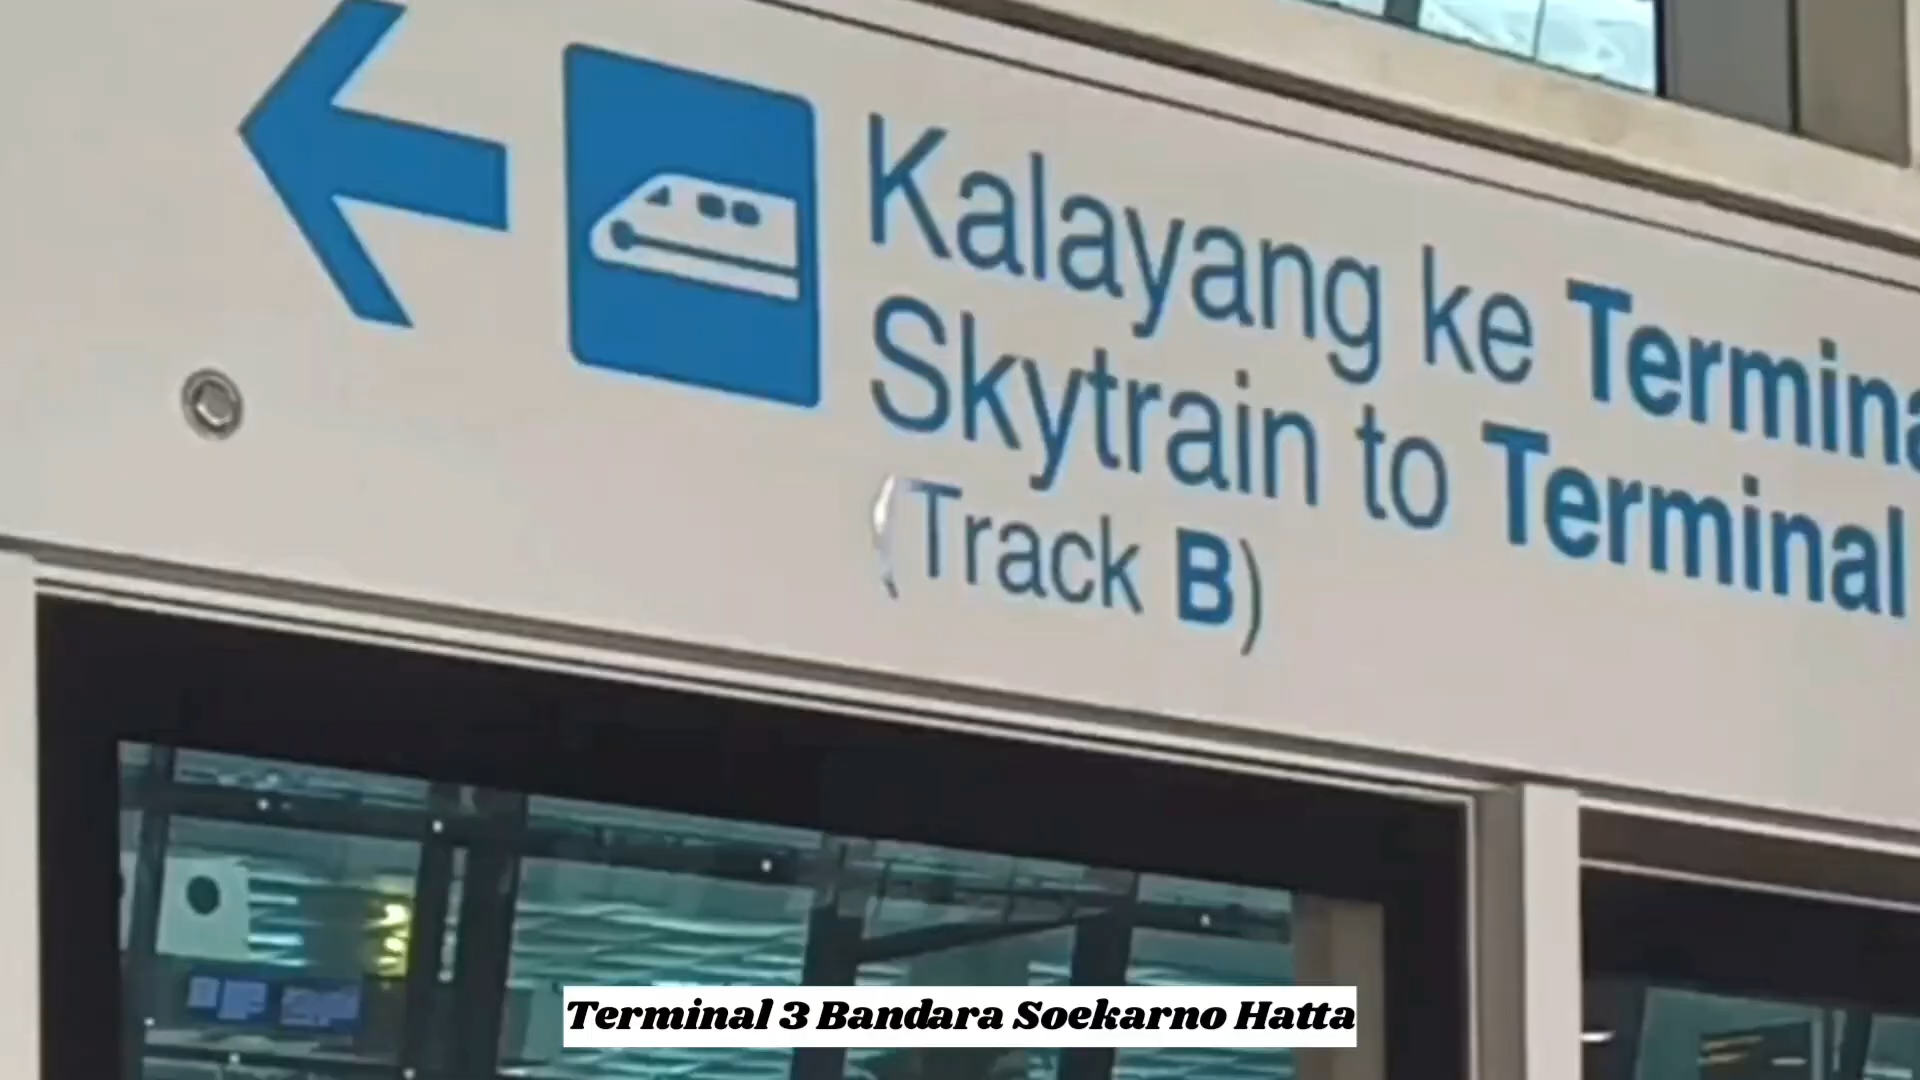 Kalayang ke Termina
Skytrain to Terminal
(Track B)
Terminal 3 Bandara Soekarno Hatta